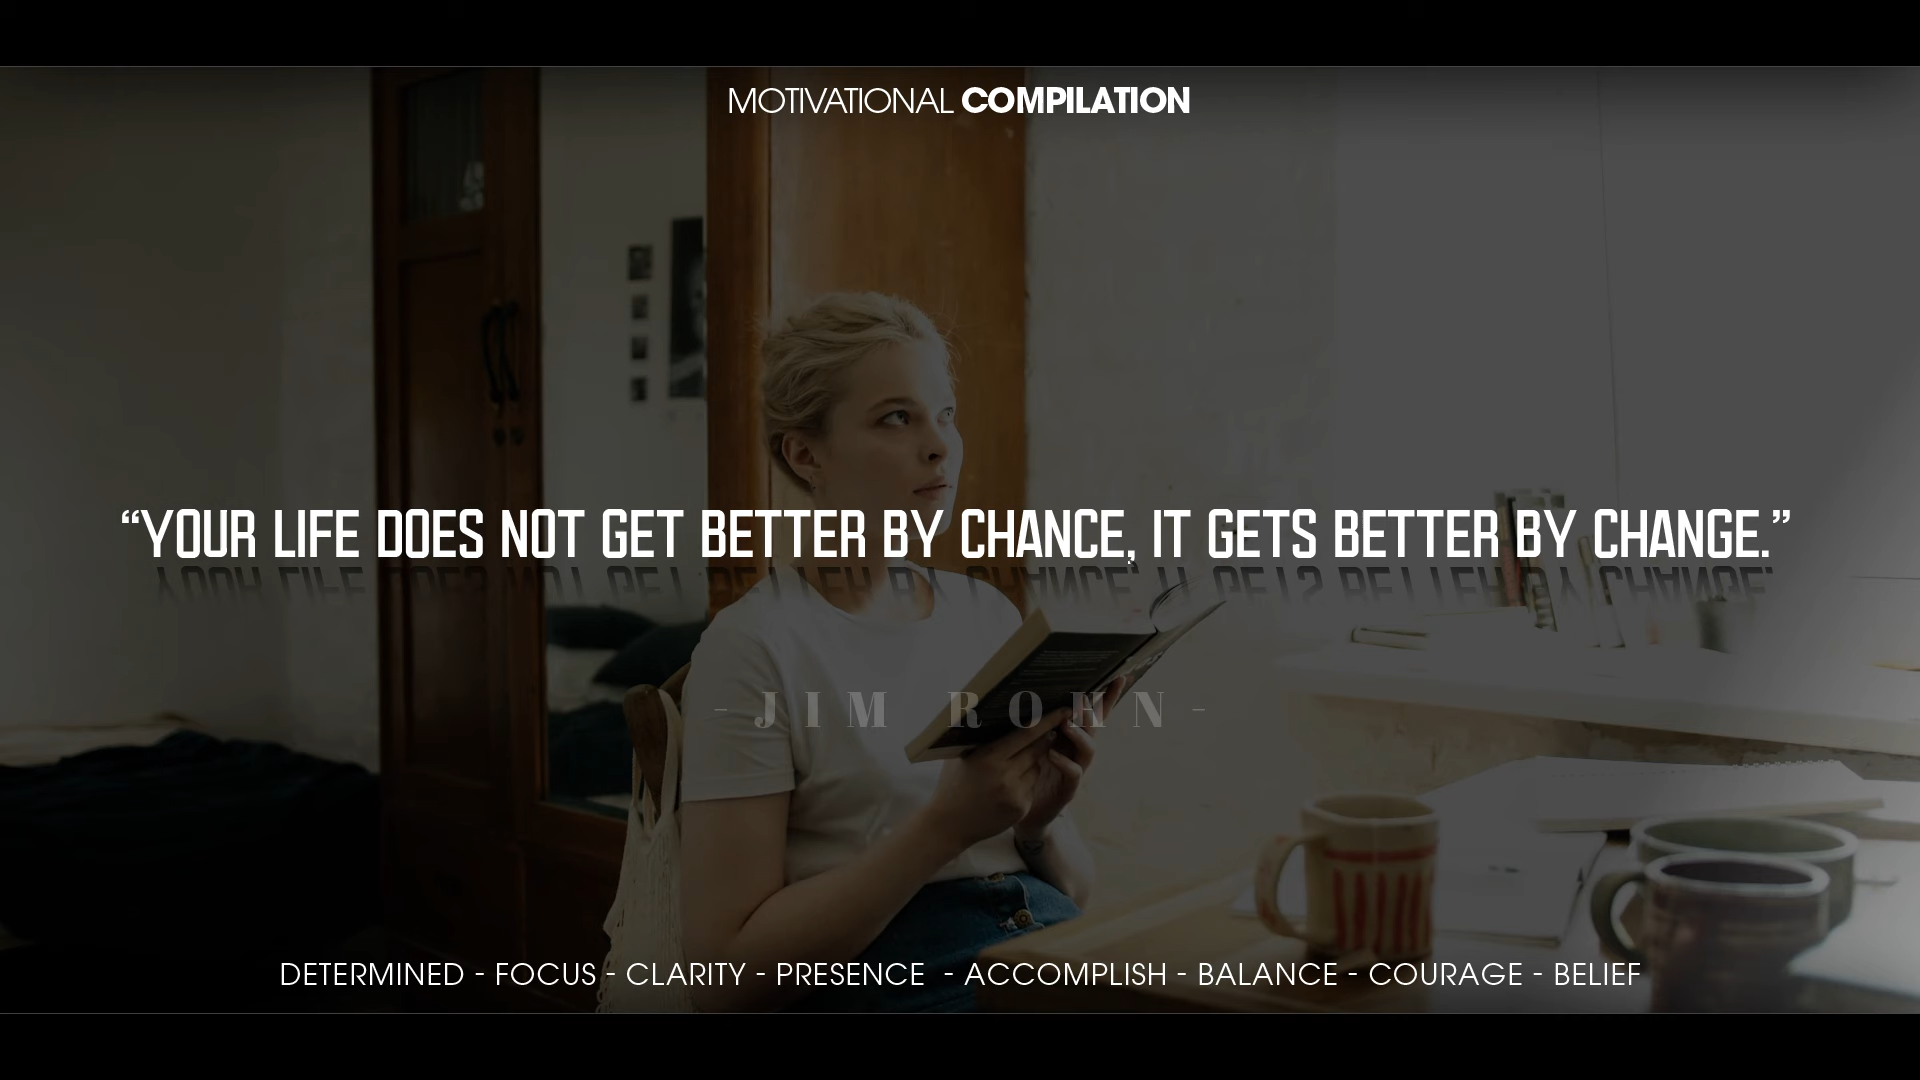 MOTIVATIONAL COMPILATION
“YOUR LIFE DOES NOT GET BETTER BY CHANCE, IT GETS BETTER BY CHANGE.”
- JIM ROHN -
DETERMINED - FOCUS - CLARITY - PRESENCE - ACCOMPLISH - BALANCE - COURAGE - BELIEF